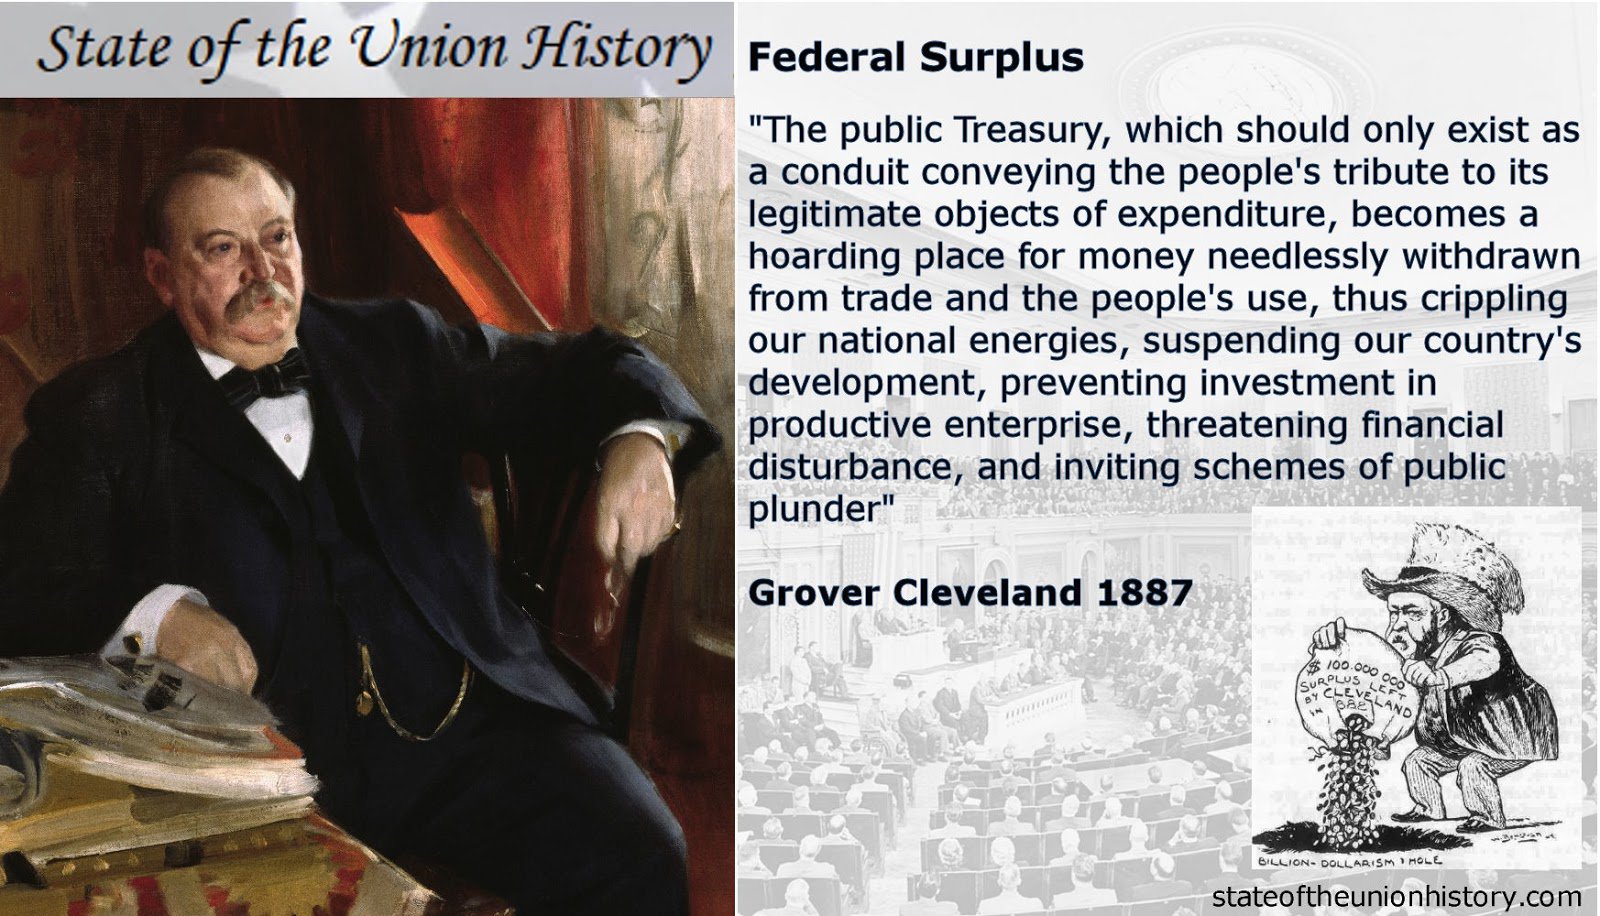 State of the Union History
Federal Surplus
"The public Treasury, which should only exist as
a conduit conveying the people's tribute to its
legitimate objects of expenditure, becomes a
hoarding place for money needlessly withdrawn
from trade and the people's use, thus crippling
our national energies, suspending our country's
development, preventing investment in
productive enterprise, threatening financial
disturbance, and inviting schemes of public
plunder"
Grover Cleveland 1887
$ 100.000 000
SURPLUS LEFT
BY CLEVELAND
IN
BILLION-DOLLARISM
HOLE
stateoftheunionhistory.com